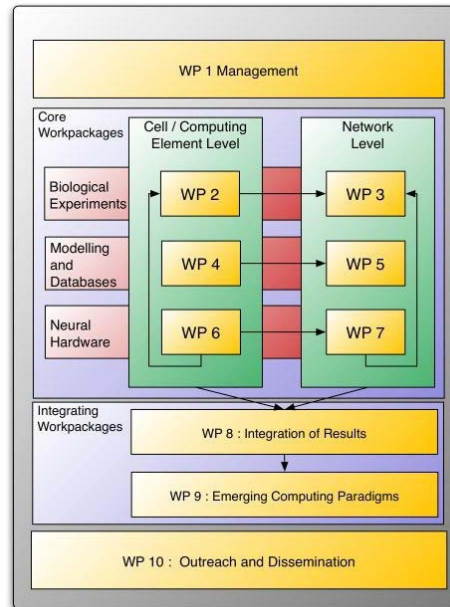 WP 1 Management
Core
Workpackages
Cell / Computing
Element Level
Network
Level
Biological
Experiments
WP 2
WP 3
Modelling
and
Databases
WP 4
WP 5
Neural
Hardware
WP 6
WP 7
Integrating
Workpackages
WP 8 : Integration of Results
WP 9 : Emerging Computing Paradigms
WP 10 : Outreach and Dissemination